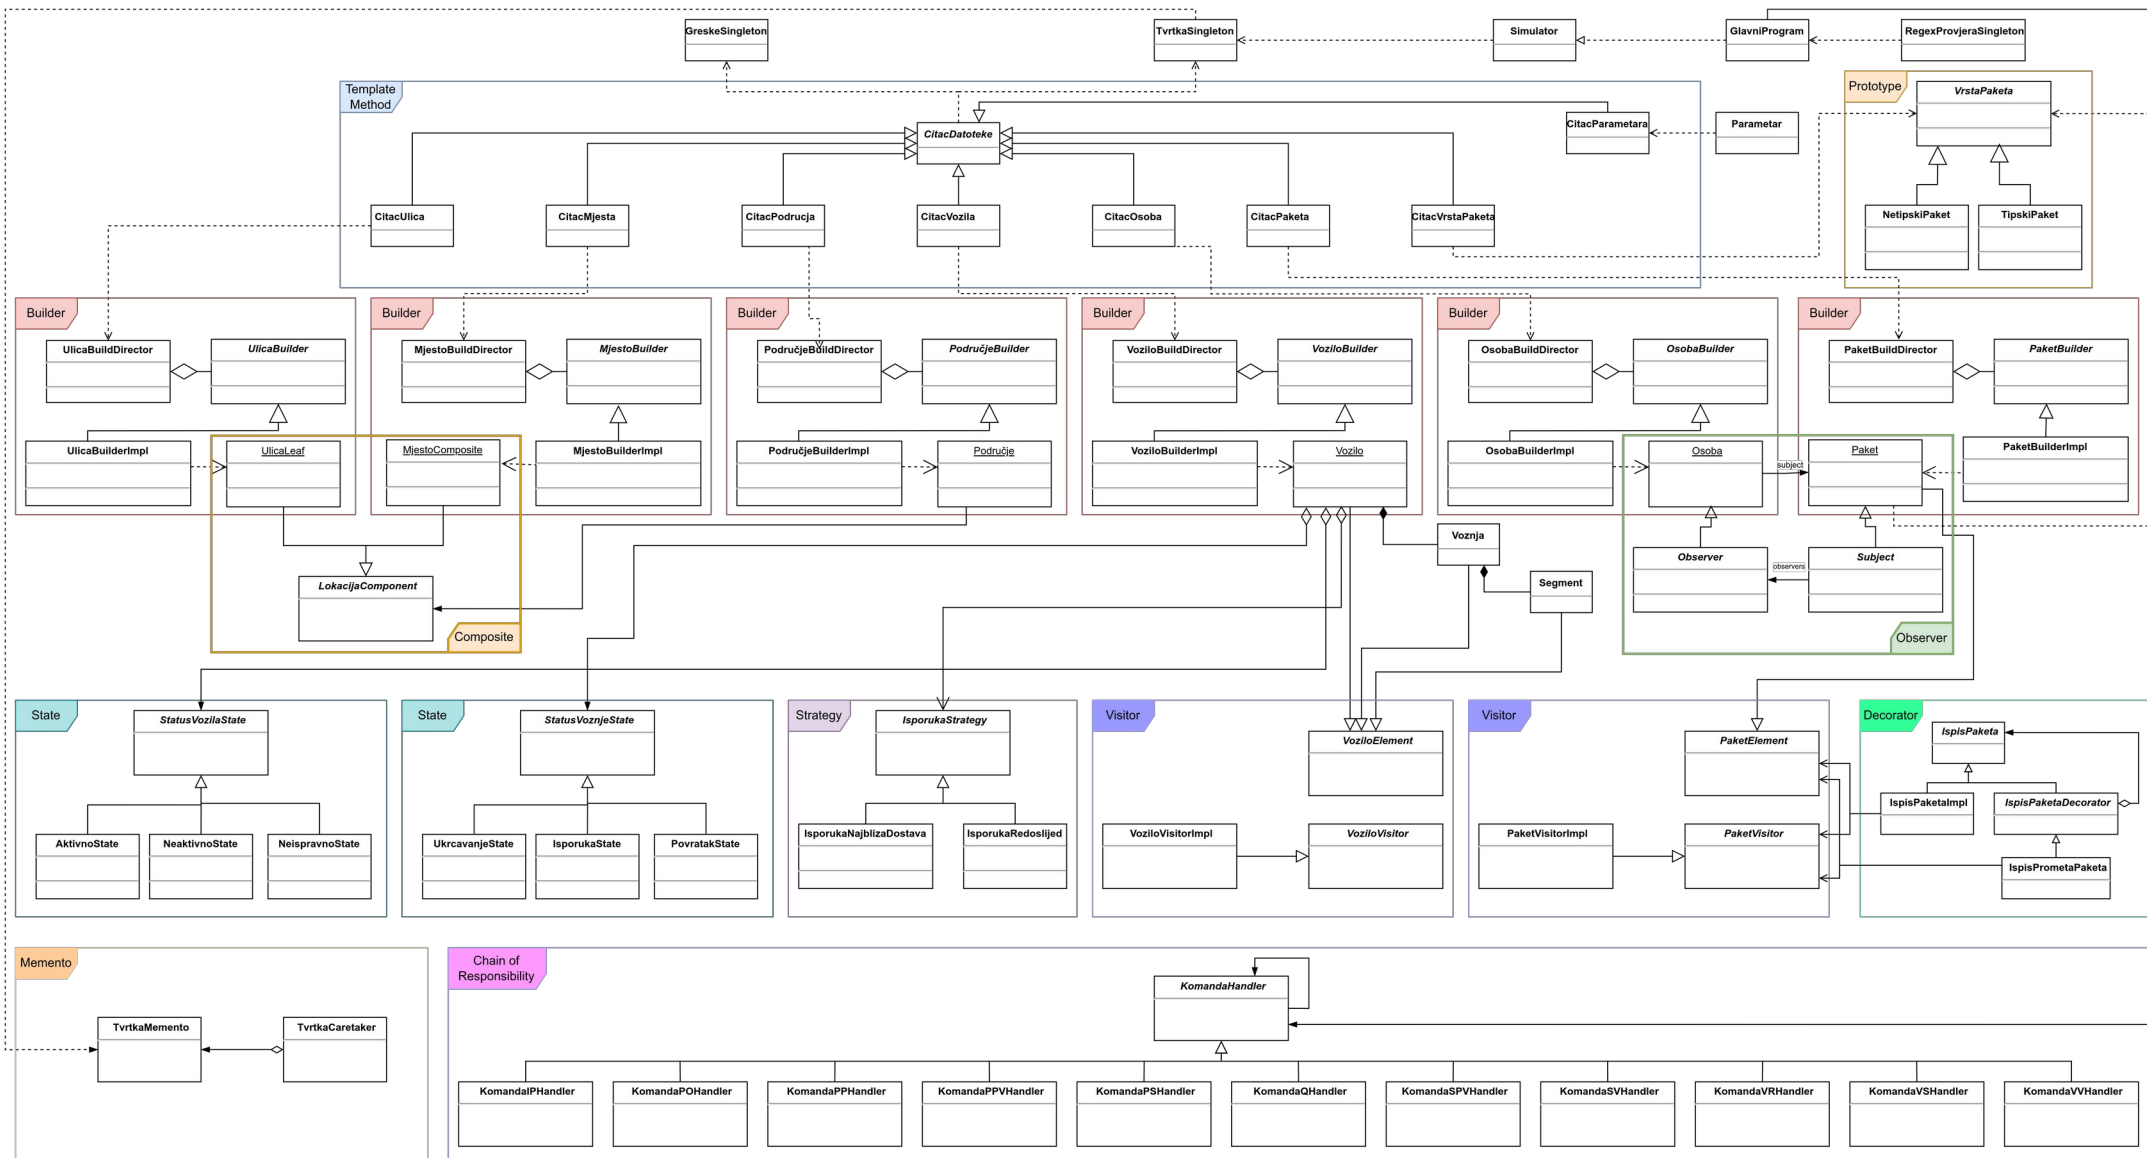 GreskeSingleton
TvrtkaSingleton
Simulator
GlavniProgram
RegexProvjeraSingleton
Template
Method
Prototype
VrstaPaketa
CitacDatoteke
CitacParametara
Parametar
CitacUlica
CitacMjesta
CitacPodrucja
CitacVozila
CitacOsoba
CitacPaketa
CitacVrstaPaketa
NetipskiPaket
TipskiPaket
Builder
Builder
Builder
Builder
Builder
Builder
UlicaBuildDirector
UlicaBuilder
MjestoBuildDirector
MjestoBuilder
PodručjeBuildDirector
PodručjeBuilder
VoziloBuildDirector
VoziloBuilder
OsobaBuildDirector
OsobaBuilder
PaketBuildDirector
PaketBuilder
UlicaBuilderImpl
UlicaLeaf
MjestoComposite
MjestoBuilderImpl
PodručjeBuilderImpl
Područje
VoziloBuilderImpl
Vozilo
OsobaBuilderImpl
Osoba
subject
Paket
PaketBuilderImpl
Voznja
Observer
observers
Subject
LokacijaComponent
Segment
Composite
Observer
State
StatusVozilaState
State
StatusVoznjeState
Strategy
IsporukaStrategy
Visitor
VoziloElement
Visitor
PaketElement
Decorator
IspisPaketa
IspisPaketaImpl
IspisPaketaDecorator
AktivnoState
NeaktivnoState
NeispravnoState
UkrcavanjeState
IsporukaState
PovratakState
IsporukaNajblizaDostava
IsporukaRedoslijed
VoziloVisitorImpl
VoziloVisitor
PaketVisitorImpl
PaketVisitor
IspisPrometaPaketa
Memento
Chain of
Responsibility
KomandaHandler
TvrtkaMemento
TvrtkaCaretaker
KomandaIPHandler
KomandaPOHandler
KomandaPPHandler
KomandaPPVHandler
KomandaPSHandler
KomandaQHandler
KomandaSPVHandler
KomandaSVHandler
KomandaVRHandler
KomandaVSHandler
KomandaVVHandler